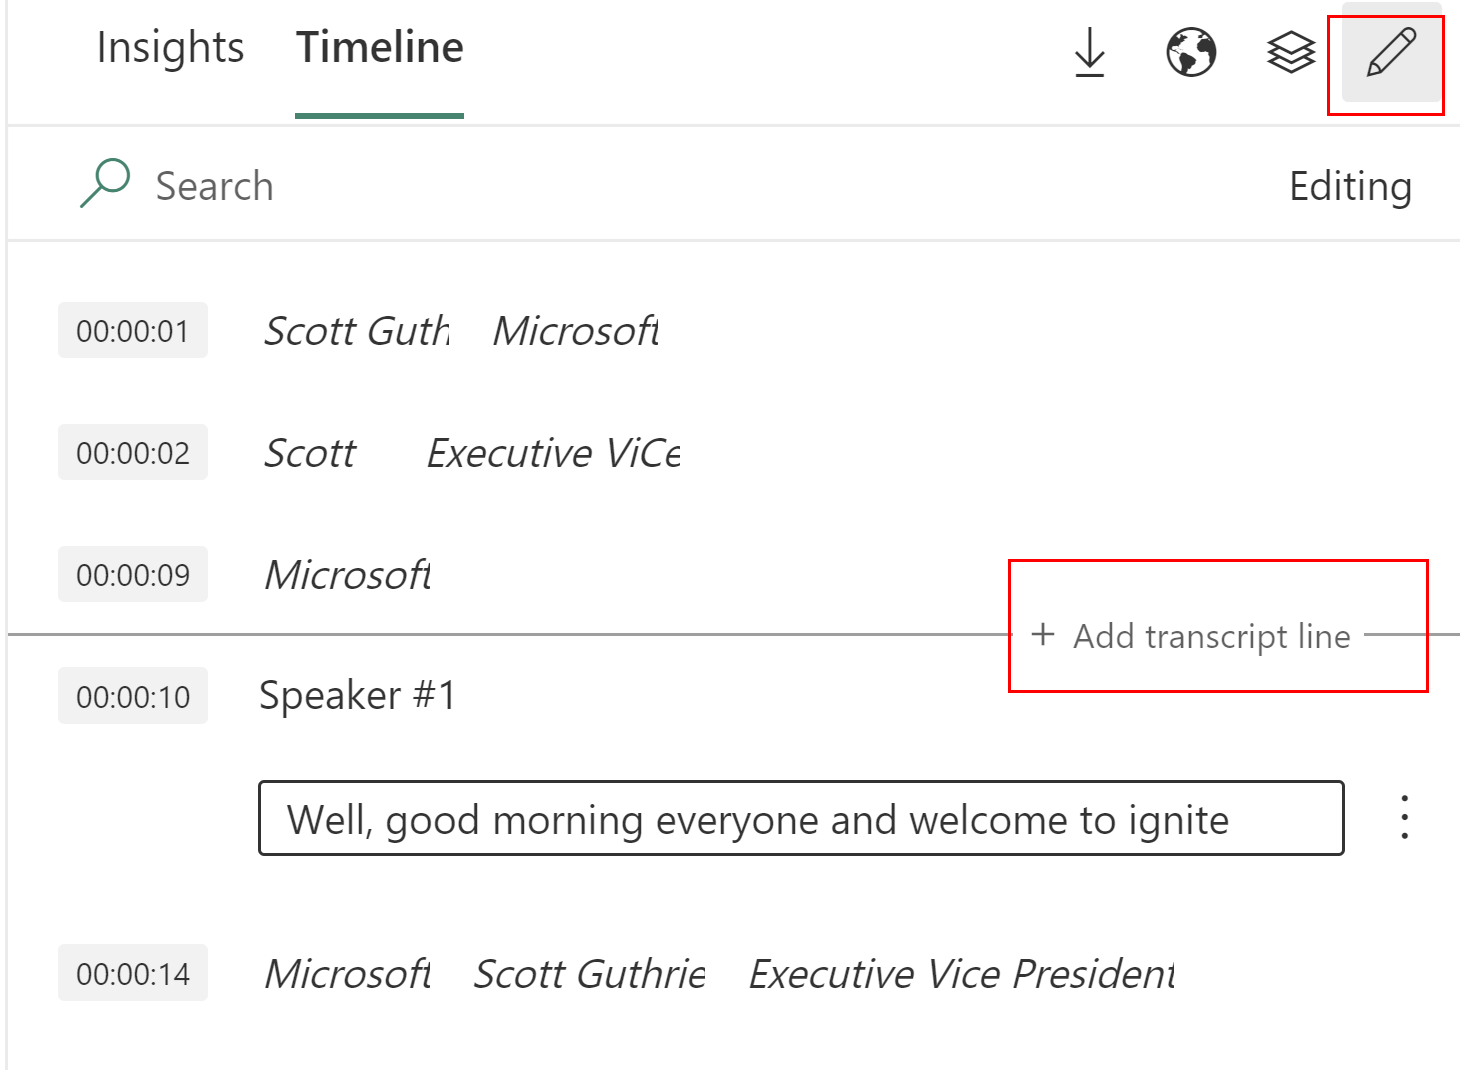 Insights Timeline
Search Editing
00:00:01 Scott Guth Microsoft
00:00:02 Scott Executive ViCe
00:00:09 Microsoft
+ Add transcript line
00:00:10 Speaker #1
Well, good morning everyone and welcome to ignite
00:00:14 Microsoft Scott Guthrie Executive Vice President